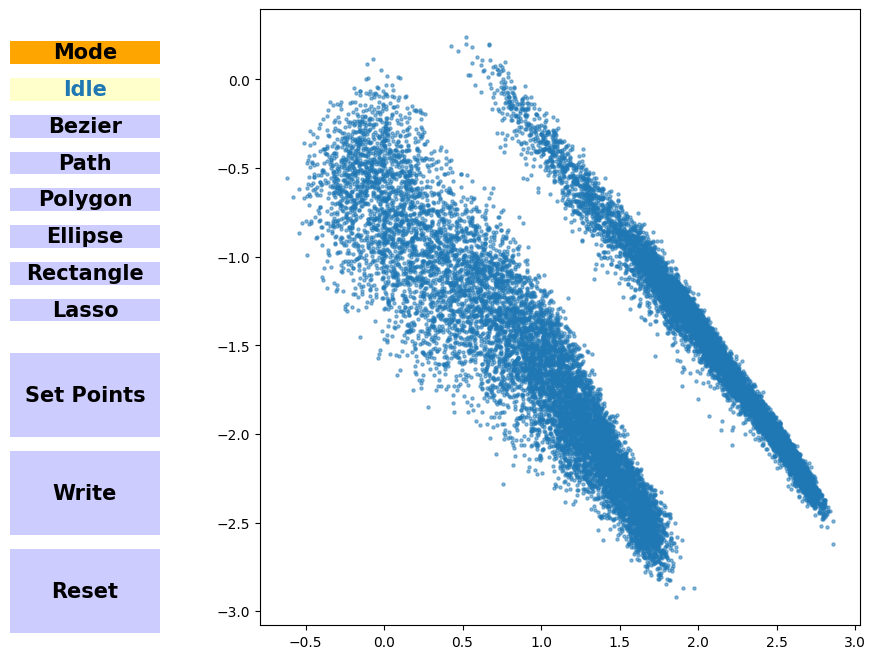 Mode
Idle
Bezier
Path
Polygon
Ellipse
Rectangle
Lasso
Set Points
Write
Reset
0.0
−0.5
−1.0
−1.5
−2.0
−2.5
−3.0
−0.5 0.0 0.5 1.0 1.5 2.0 2.5 3.0